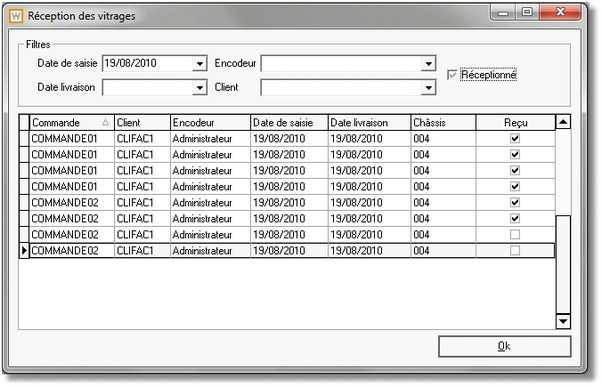 Réception des vitrages
Filtres
Date de saisie 19/08/2010 Encodeur
Réceptionné
Date livraison Client
Commande Client Encodeur Date de saisie Date livraison Châssis Reçu
COMMANDE01 CLIFAC1 Administrateur 19/08/2010 19/08/2010 004
COMMANDE01 CLIFAC1 Administrateur 19/08/2010 19/08/2010 004
COMMANDE01 CLIFAC1 Administrateur 19/08/2010 19/08/2010 004
COMMANDE01 CLIFAC1 Administrateur 19/08/2010 19/08/2010 004
COMMANDE02 CLIFAC1 Administrateur 19/08/2010 19/08/2010 004
COMMANDE02 CLIFAC1 Administrateur 19/08/2010 19/08/2010 004
COMMANDE02 CLIFAC1 Administrateur 19/08/2010 19/08/2010 004
COMMANDE02 CLIFAC1 Administrateur 19/08/2010 19/08/2010 004
Ok